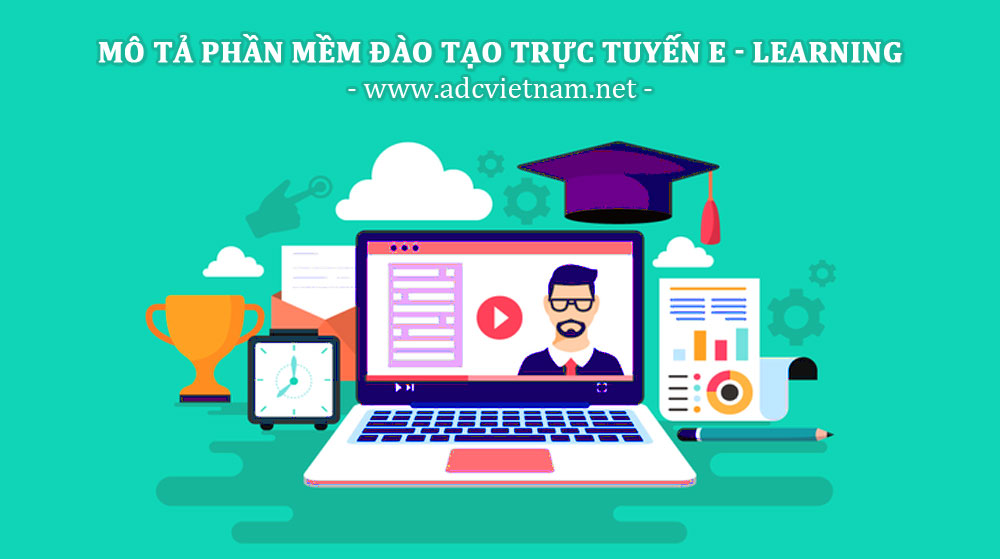 MÔ TẢ PHẦN MỀM ĐÀO TẠO TRỰC TUYẾN E - LEARNING
- www.adcvietnam.net -